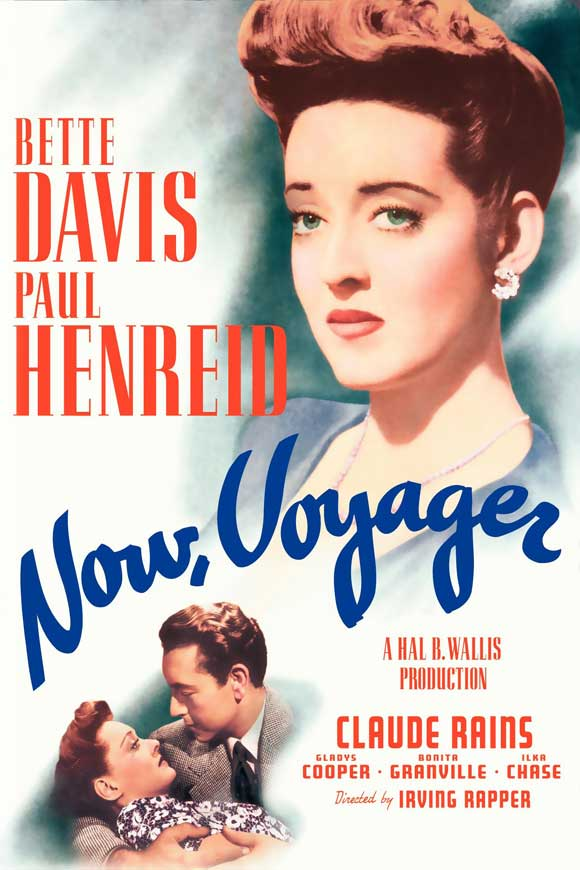 BETTE
DAVIS
PAUL
HENREID
Now, Voyager
A HAL B. WALLIS
PRODUCTION
CLAUDE RAINS
GLADYS COOPER · BONITA GRANVILLE · ILKA CHASE
Directed by IRVING RAPPER